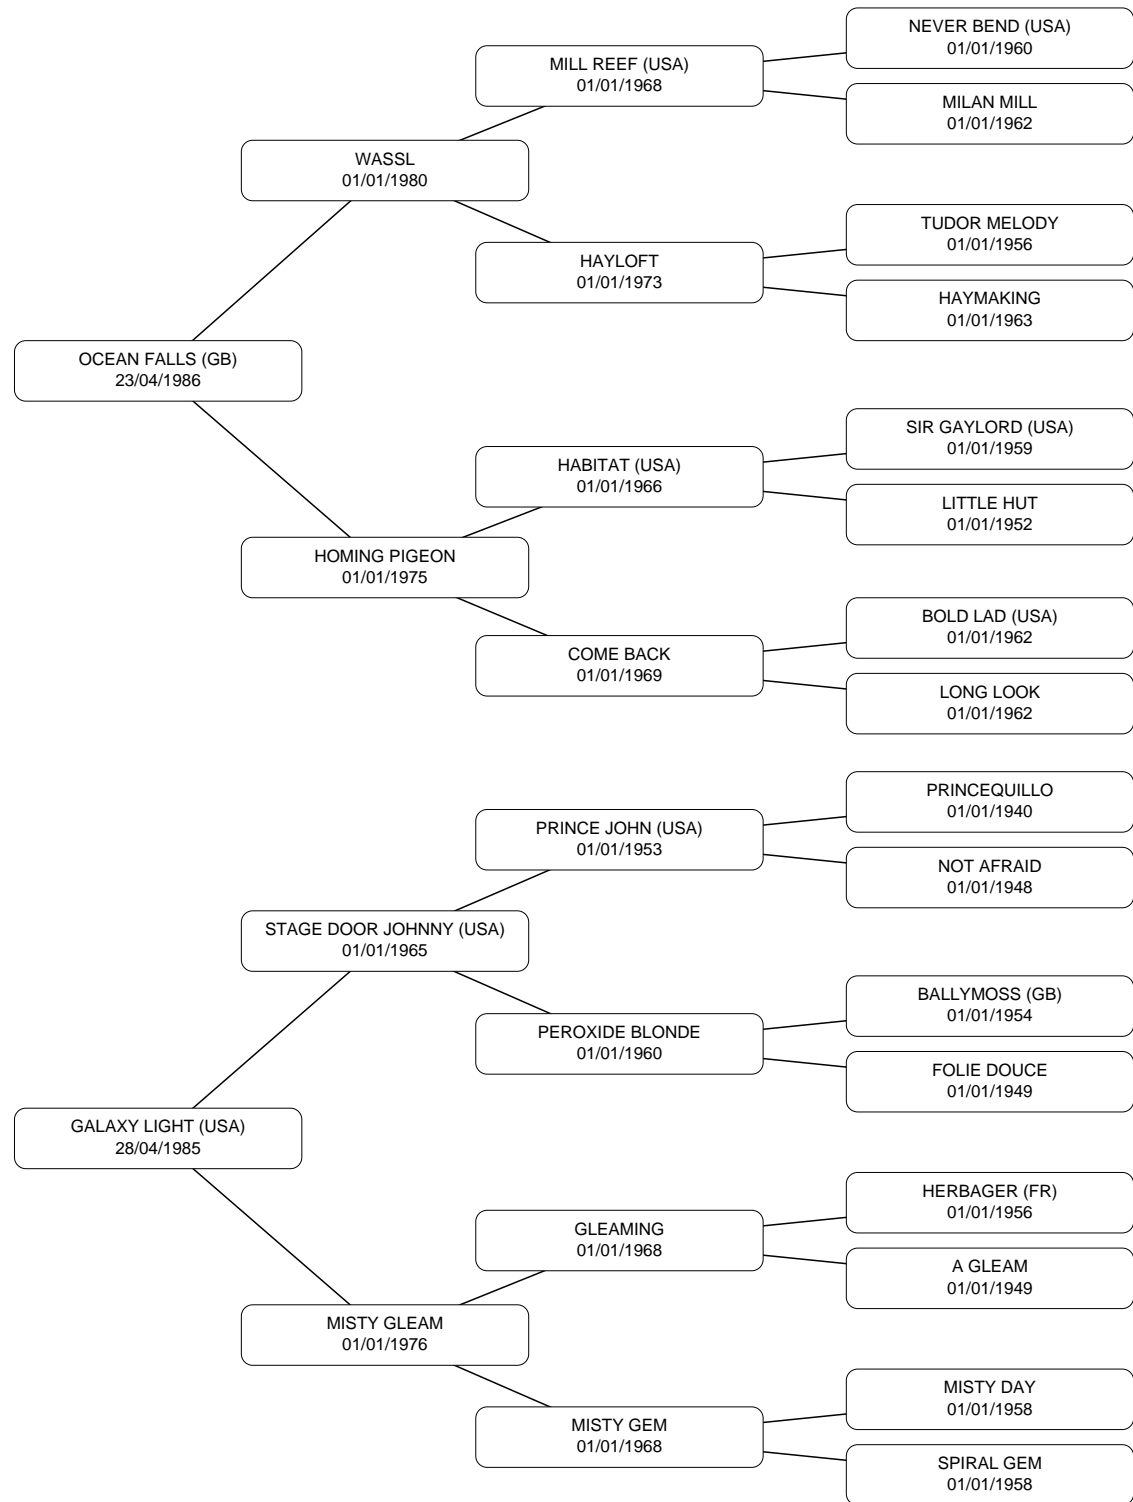 NEVER BEND (USA)
01/01/1960
MILL REEF (USA)
01/01/1968
MILAN MILL
01/01/1962
WASSL
01/01/1980
TUDOR MELODY
01/01/1956
HAYLOFT
01/01/1973
HAYMAKING
01/01/1963
OCEAN FALLS (GB)
23/04/1986
SIR GAYLORD (USA)
01/01/1959
HABITAT (USA)
01/01/1966
LITTLE HUT
01/01/1952
HOMING PIGEON
01/01/1975
BOLD LAD (USA)
01/01/1962
COME BACK
01/01/1969
LONG LOOK
01/01/1962
PRINCEQUILLO
01/01/1940
PRINCE JOHN (USA)
01/01/1953
NOT AFRAID
01/01/1948
STAGE DOOR JOHNNY (USA)
01/01/1965
BALLYMOSS (GB)
01/01/1954
PEROXIDE BLONDE
01/01/1960
FOLIE DOUCE
01/01/1949
GALAXY LIGHT (USA)
28/04/1985
HERBAGER (FR)
01/01/1956
GLEAMING
01/01/1968
A GLEAM
01/01/1949
MISTY GLEAM
01/01/1976
MISTY DAY
01/01/1958
MISTY GEM
01/01/1968
SPIRAL GEM
01/01/1958